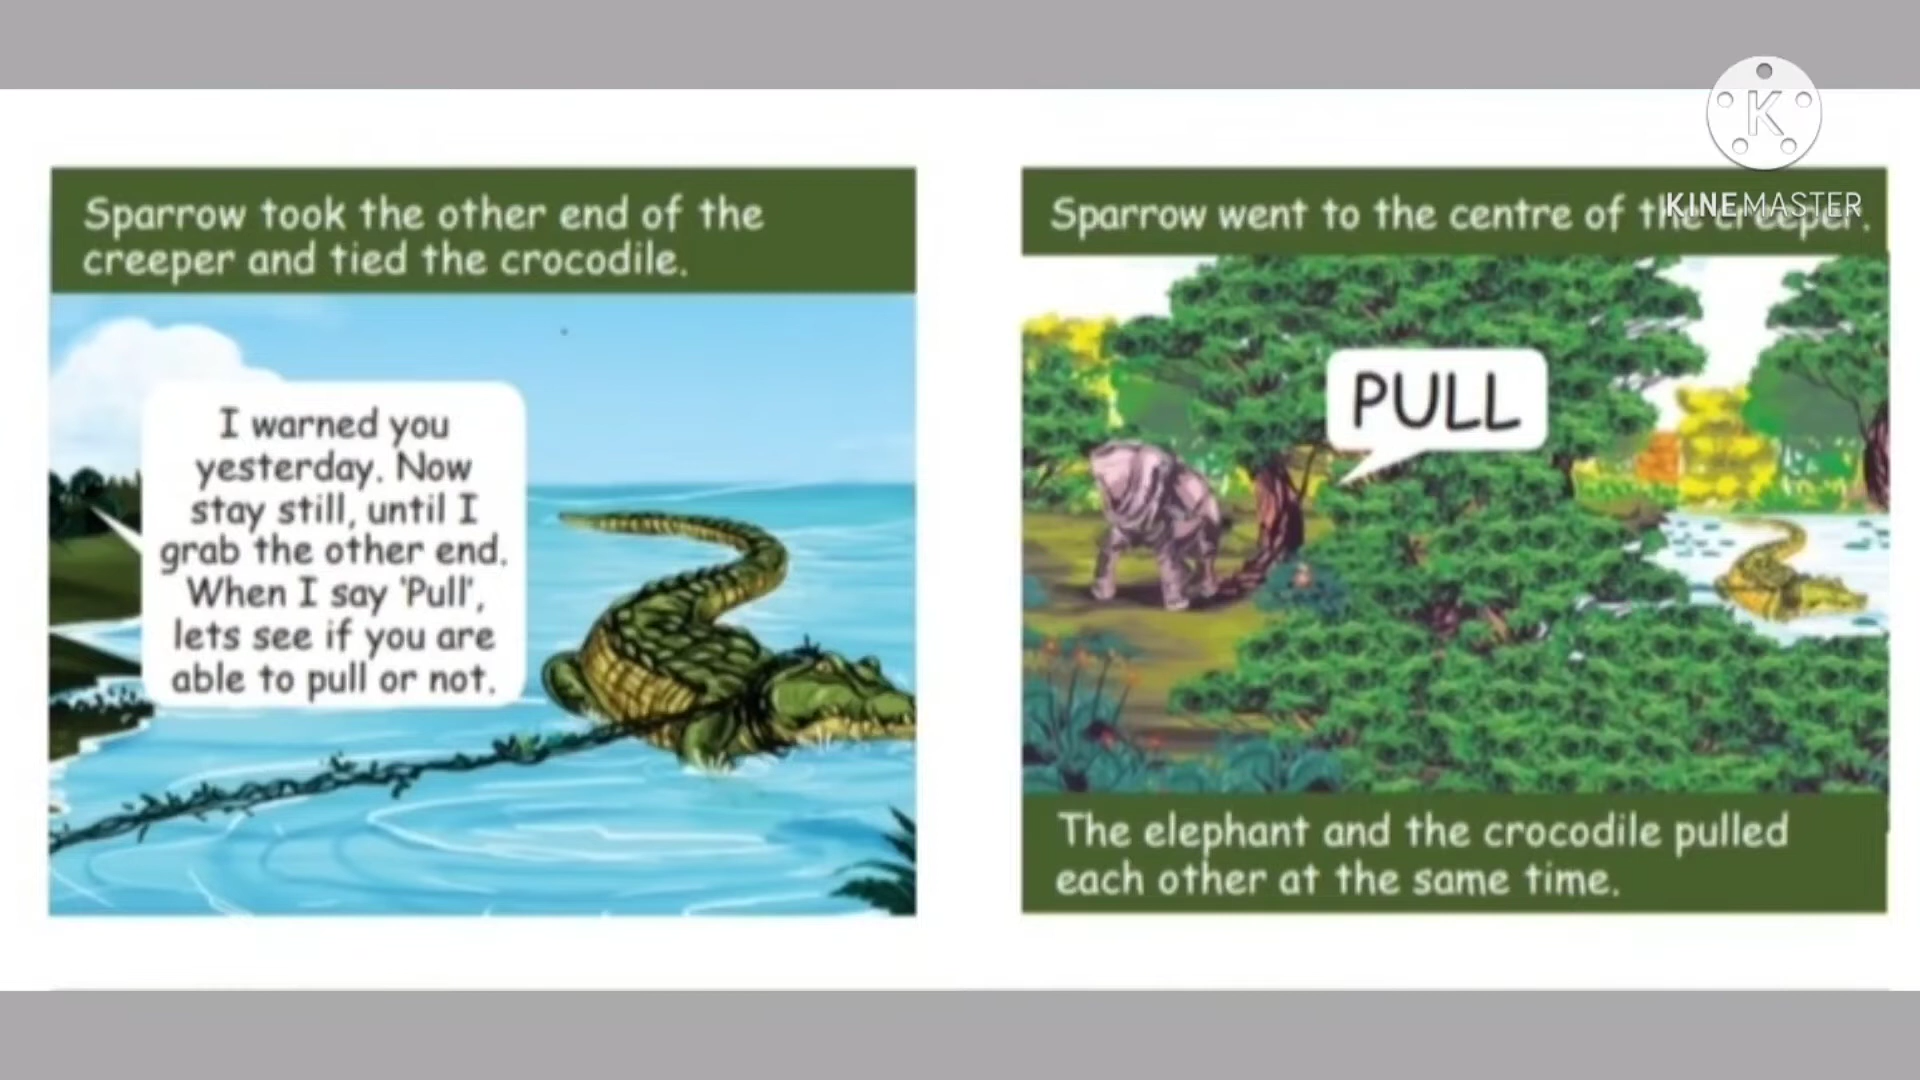 Sparrow took the other end of the
creeper and tied the crocodile.
I warned you
yesterday. Now
stay still, until I
grab the other end.
When I say 'Pull',
lets see if you are
able to pull or not.
K
KINEMASTER
Sparrow went to the centre of the creeper.
PULL
The elephant and the crocodile pulled
each other at the same time.